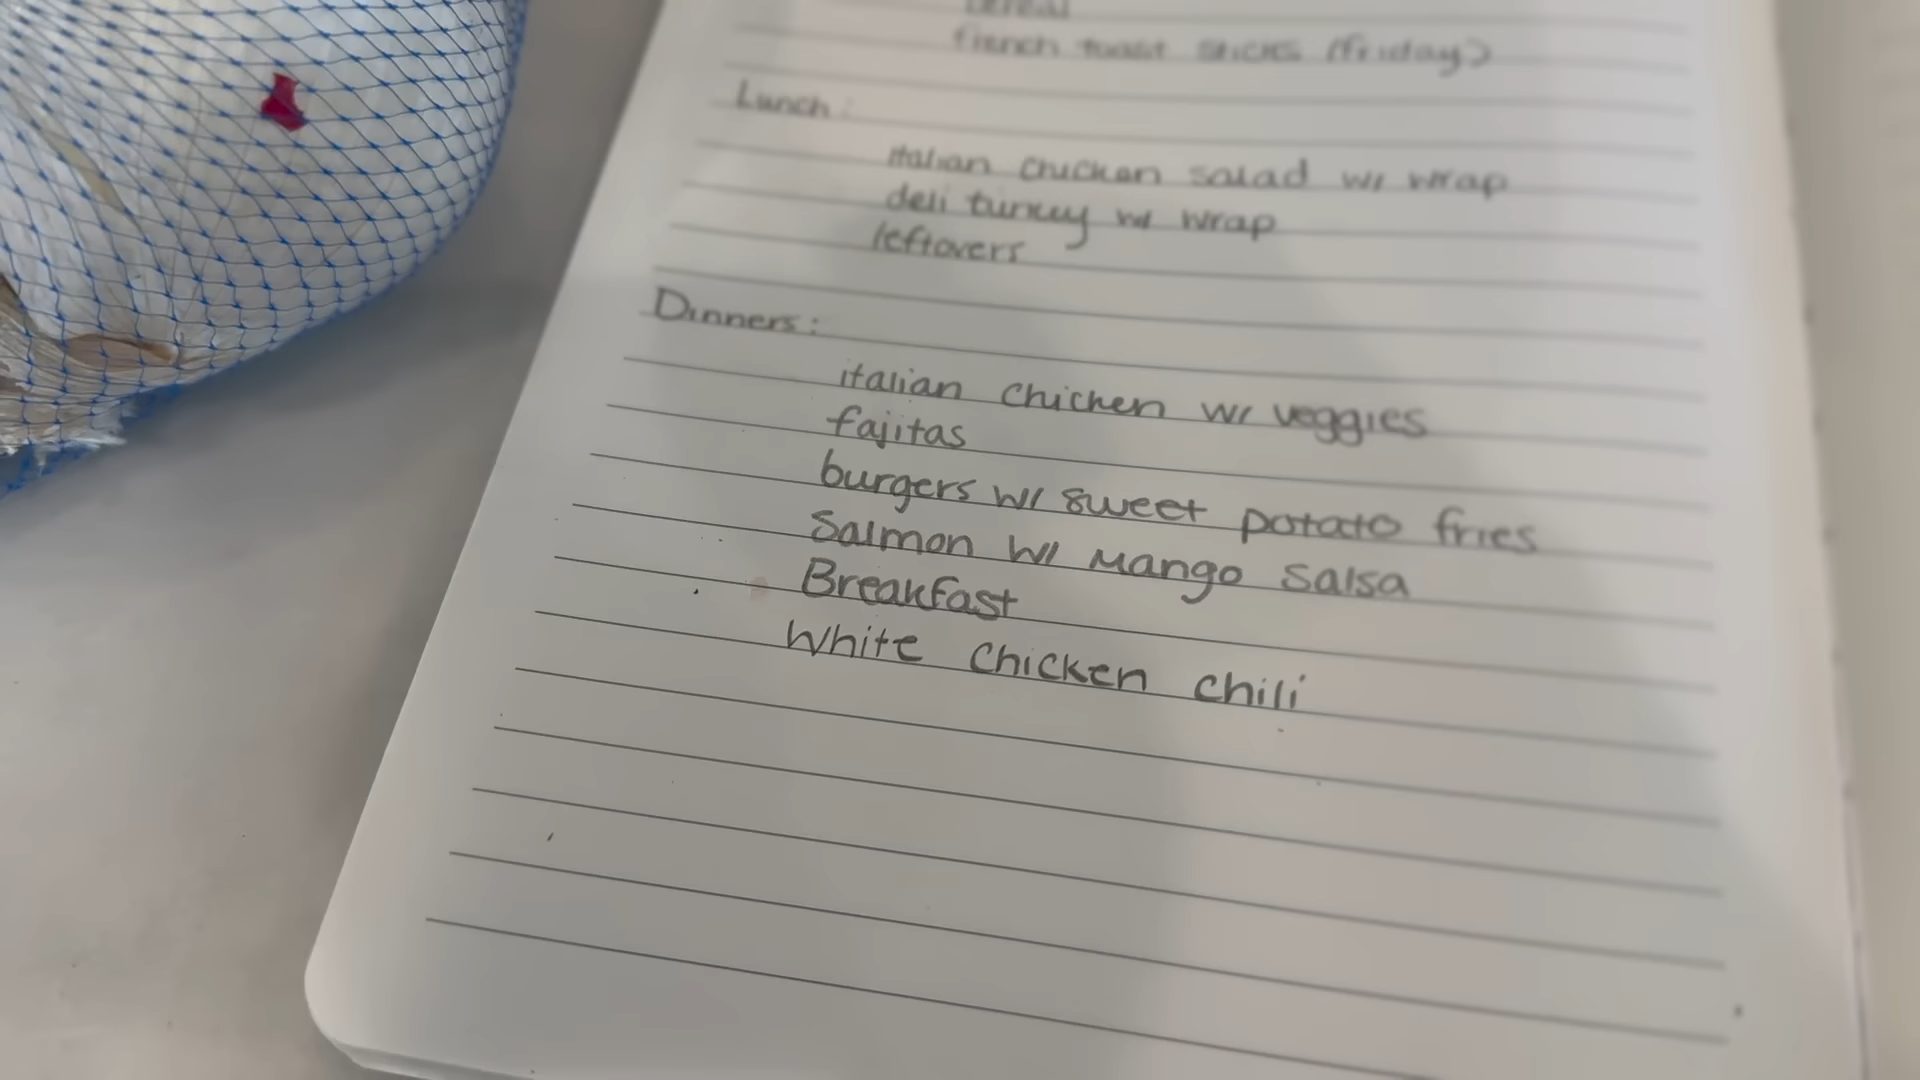 cereal
french toast sticks (friday)
Lunch:
italian chicken salad w/ wrap
deli turkey w/ wrap
leftovers
Dinners:
italian chicken w/ veggies
fajitas
burgers w/ sweet potato fries
Salmon w/ Mango Salsa
Breakfast
White chicken chili